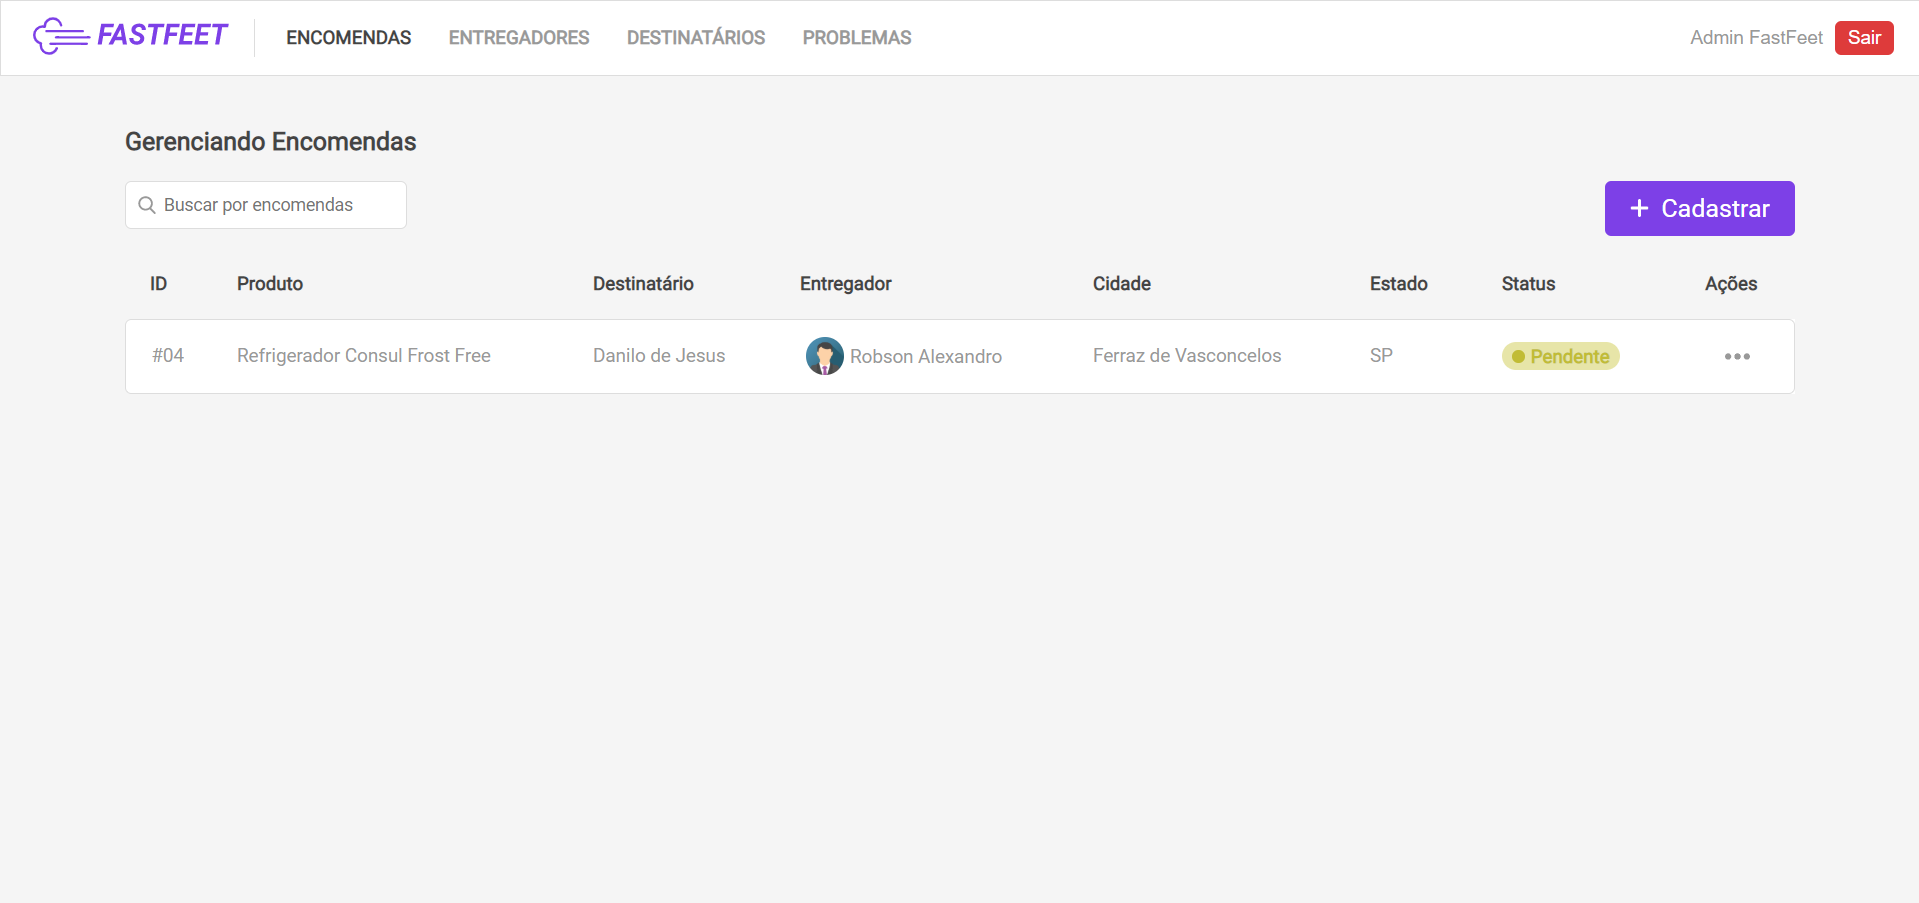 FASTFEET ENCOMENDAS ENTREGADORES DESTINATÁRIOS PROBLEMAS Admin FastFeet Sair
Gerenciando Encomendas
Buscar por encomendas
Cadastrar
ID Produto Destinatário Entregador Cidade Estado Status Ações
#04 Refrigerador Consul Frost Free Danilo de Jesus Robson Alexandro Ferraz de Vasconcelos SP Pendente